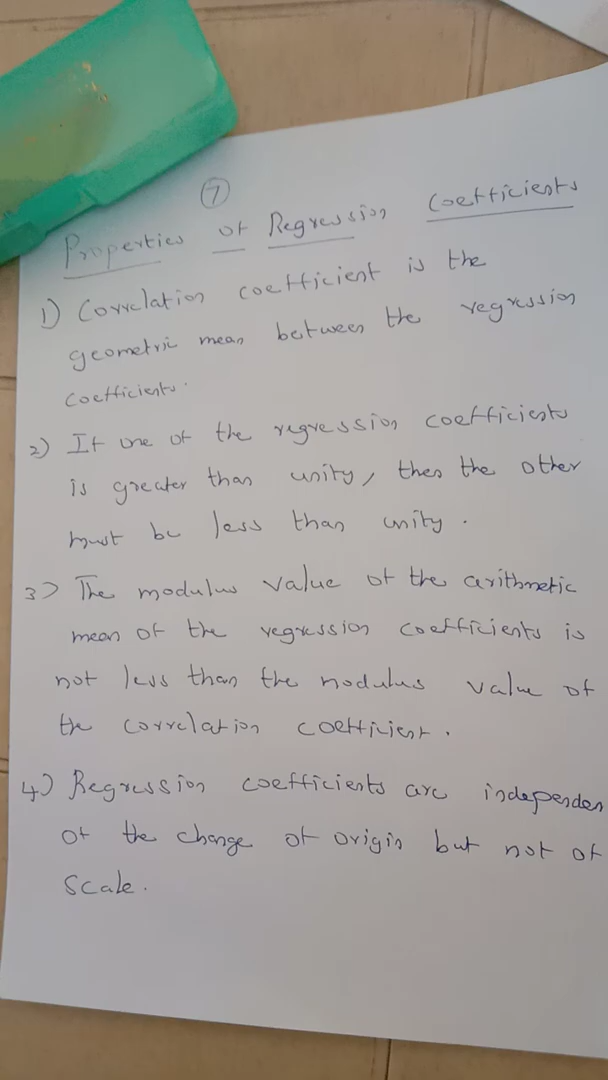 7
Properties of Regression Coefficients
1) Correlation coefficient is the
geometric mean between the regression
coefficients.
2) If one of the regression coefficients
is greater than unity, then the other
must be less than unity.
3) The modulus value of the arithmetic
mean of the regression coefficients is
not less than the modulus value of
the correlation coefficient.
4) Regression coefficients are independen
of the change of origin but not of
scale.